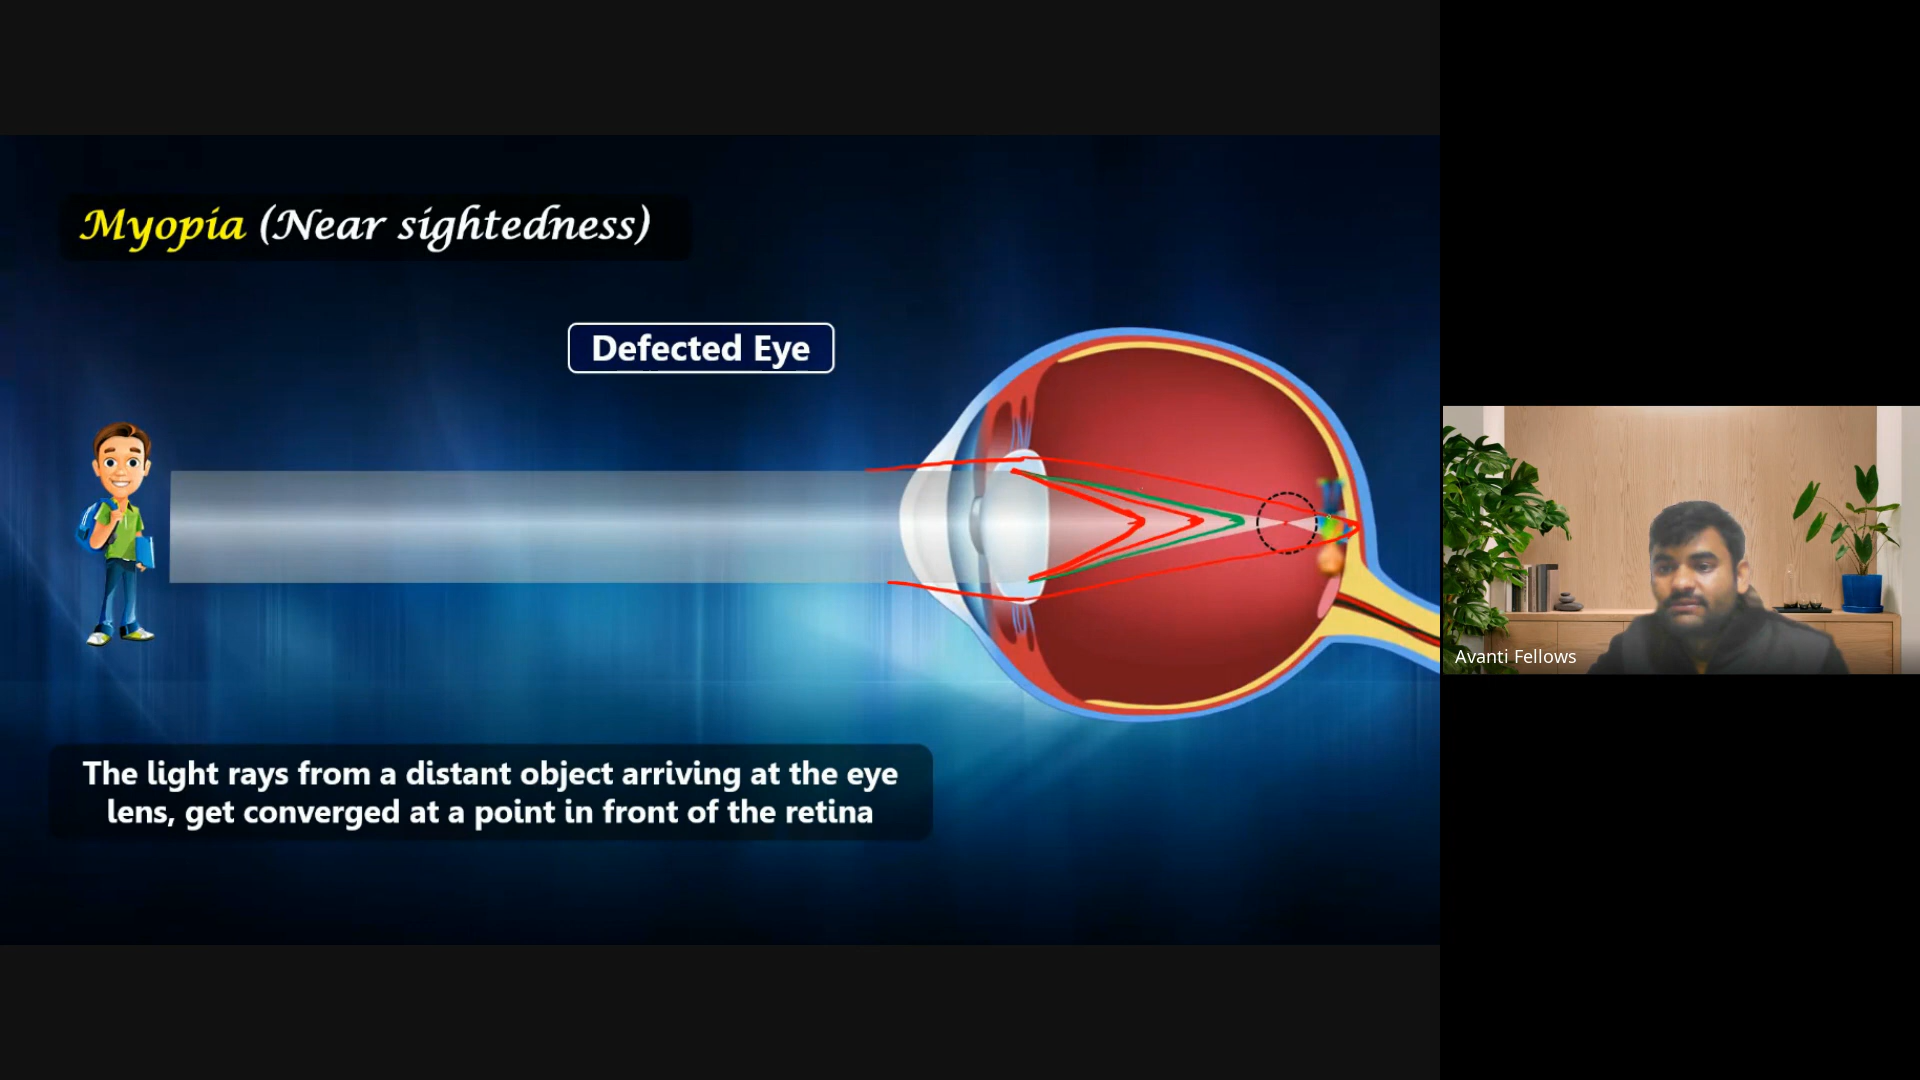 Myopia (Near sightedness)
Defected Eye
The light rays from a distant object arriving at the eye
lens, get converged at a point in front of the retina
Avanti Fellows